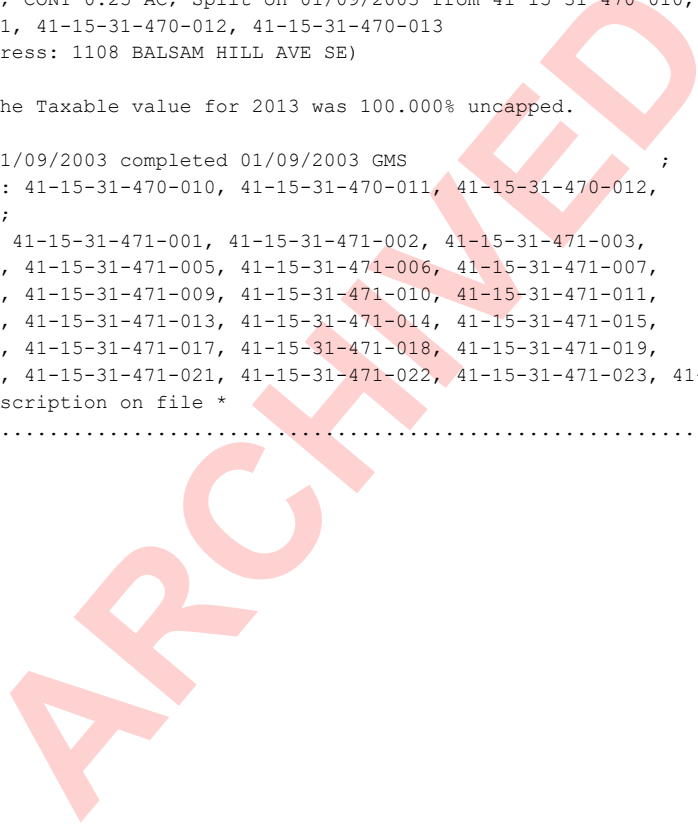 , CONT 0.25 AC, Split on 01/09/2003 from 41-15-31-470-010,
1, 41-15-31-470-012, 41-15-31-470-013
ress: 1108 BALSAM HILL AVE SE)
he Taxable value for 2013 was 100.000% uncapped.
1/09/2003 completed 01/09/2003 GMS ;
: 41-15-31-470-010, 41-15-31-470-011, 41-15-31-470-012,
;
41-15-31-471-001, 41-15-31-471-002, 41-15-31-471-003,
, 41-15-31-471-005, 41-15-31-471-006, 41-15-31-471-007,
, 41-15-31-471-009, 41-15-31-471-010, 41-15-31-471-011,
, 41-15-31-471-013, 41-15-31-471-014, 41-15-31-471-015,
, 41-15-31-471-017, 41-15-31-471-018, 41-15-31-471-019,
, 41-15-31-471-021, 41-15-31-471-022, 41-15-31-471-023, 41-
scription on file *
..........................................................
ARCHIVED